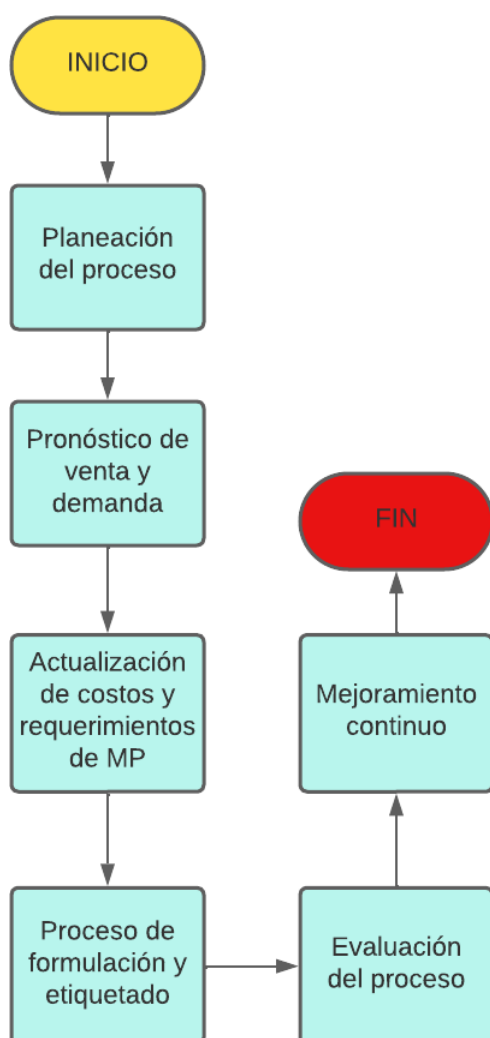 INICIO
Planeación
del proceso
Pronóstico de
venta y
demanda
Actualización
de costos y
requerimientos
de MP
Proceso de
formulación y
etiquetado
Evaluación
del proceso
Mejoramiento
continuo
FIN